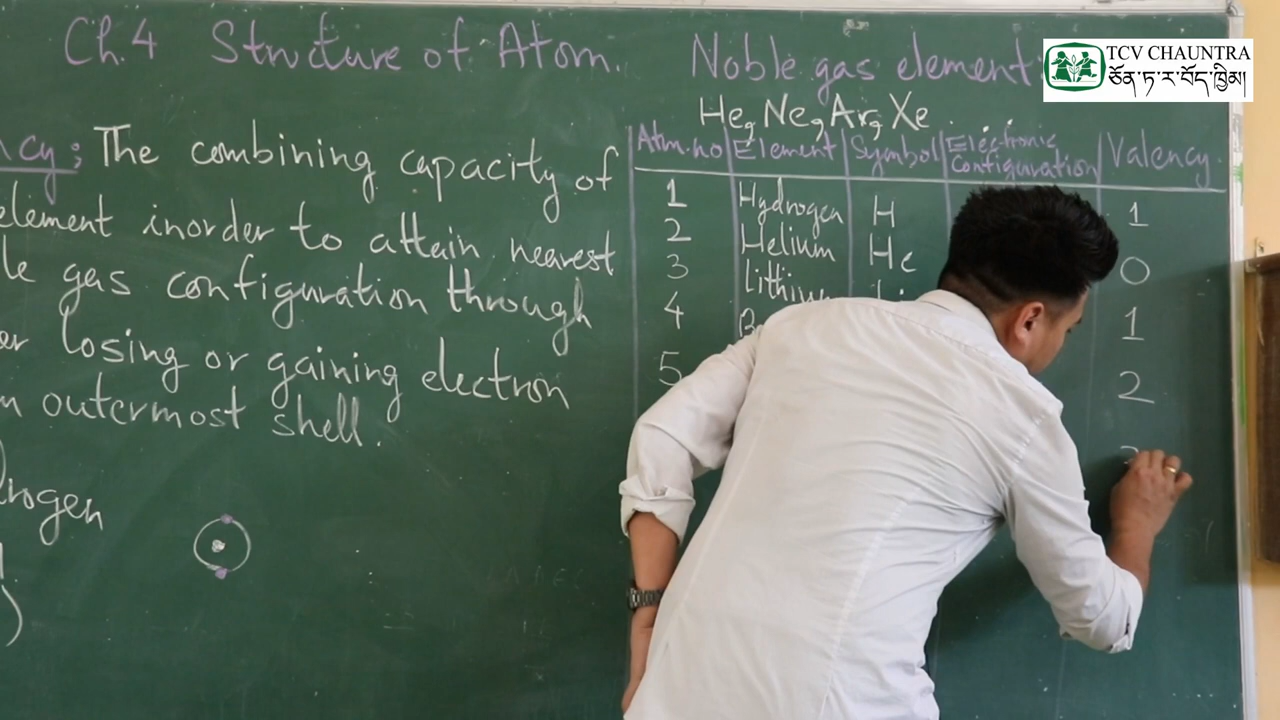 Ch.4 Structure of Atom.
Noble gas element
He, Ne, Ar, Xe . . .
TCV CHAUNTRA
ཆོན་ཏ་ར་བོད་ཁྱིམ།
ncy; The combining capacity of
element inorder to attain nearest
le gas configuration through
er losing or gaining electron
m outermost shell.
rogen
Atm.no Element Symbol Electronic Configuration Valency.
1 Hydrogen H 1
2 Helium He 0
3 Lithium 1
4 2
5